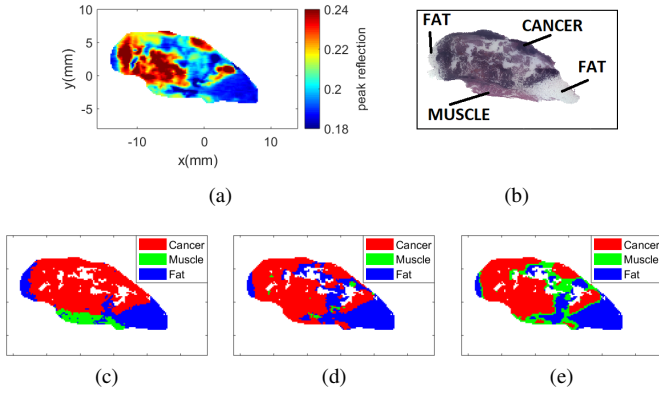 10
5
0
-5
y(mm)
-10
0
10
x(mm)
0.24
0.22
0.20
0.18
peak reflection
(a)
FAT
CANCER
FAT
MUSCLE
(b)
Cancer
Muscle
Fat
(c)
Cancer
Muscle
Fat
(d)
Cancer
Muscle
Fat
(e)